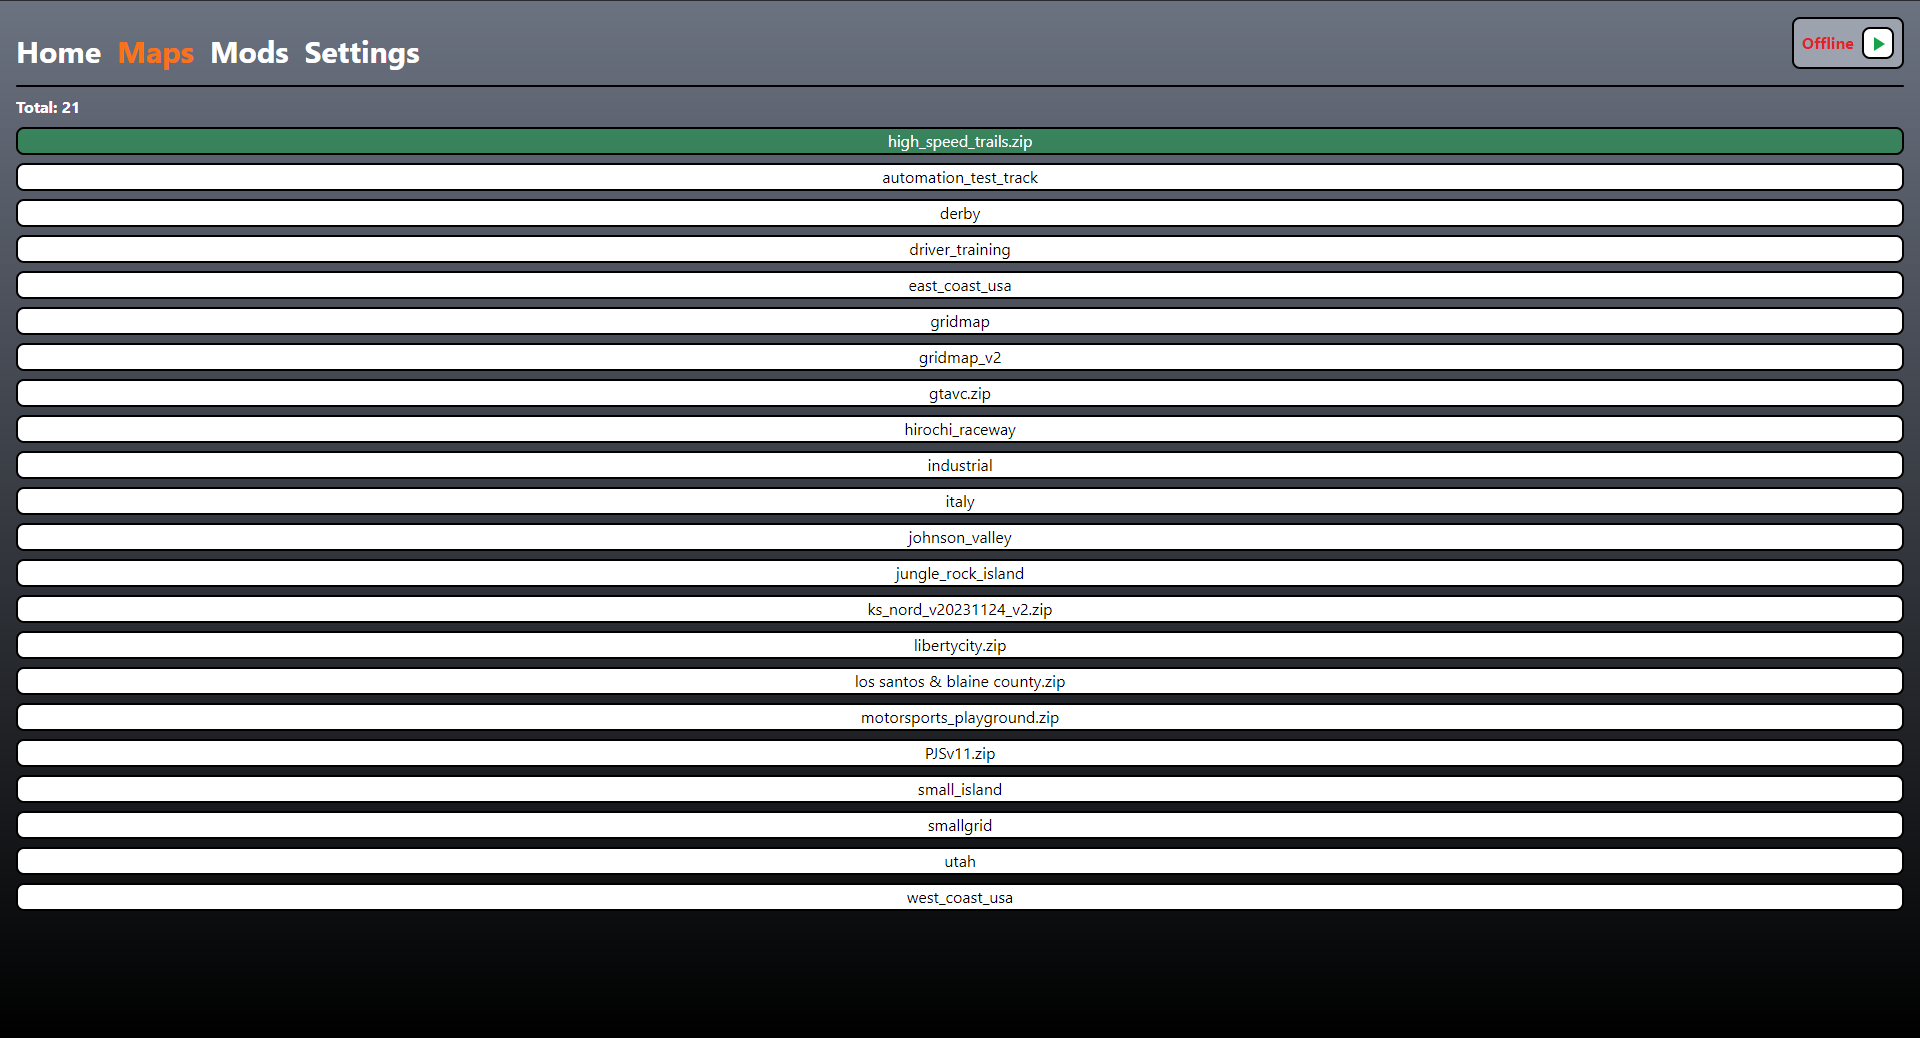 Home Maps Mods Settings
Offline
Total: 21
high_speed_trails.zip
automation_test_track
derby
driver_training
east_coast_usa
gridmap
gridmap_v2
gtavc.zip
hirochi_raceway
industrial
italy
johnson_valley
jungle_rock_island
ks_nord_v20231124_v2.zip
libertycity.zip
los santos & blaine county.zip
motorsports_playground.zip
PJSv11.zip
small_island
smallgrid
utah
west_coast_usa